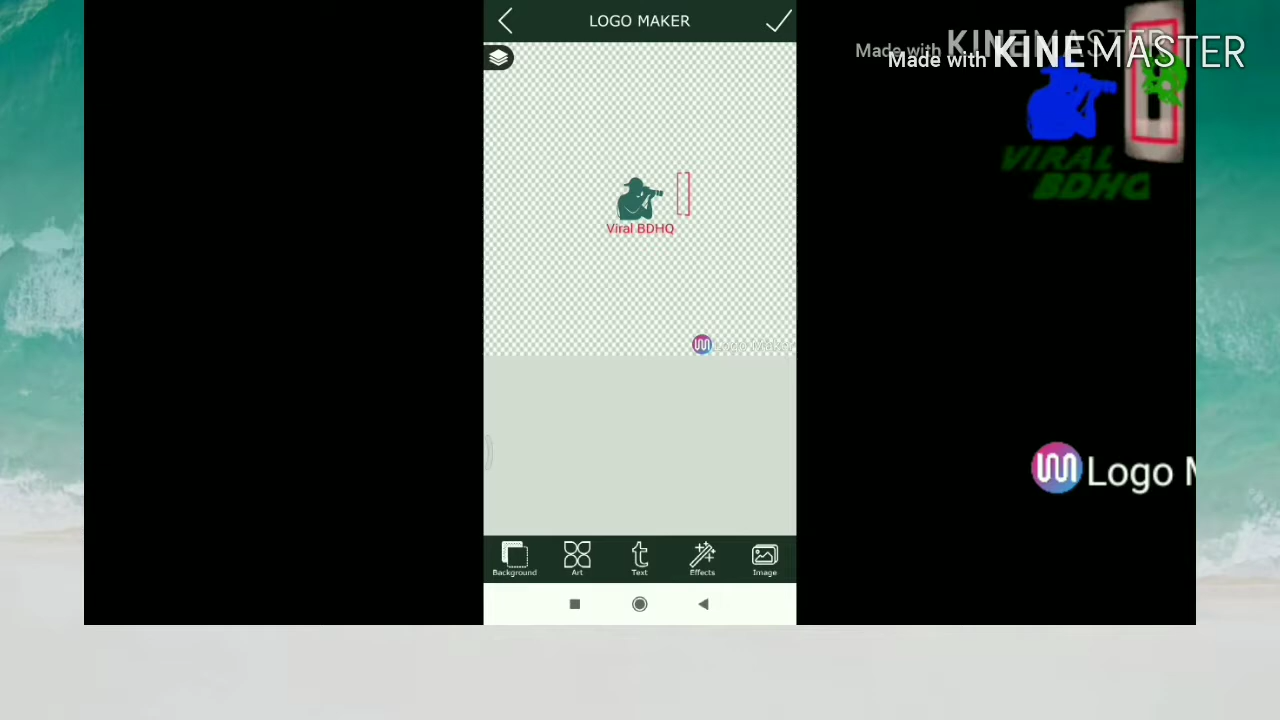 LOGO MAKER
Made with KINEMASTER
Made with KINEMASTER
VIRAL
BDHQ
Viral BDHQ
Logo Maker
Logo M
Background
Art
Text
Effects
Image